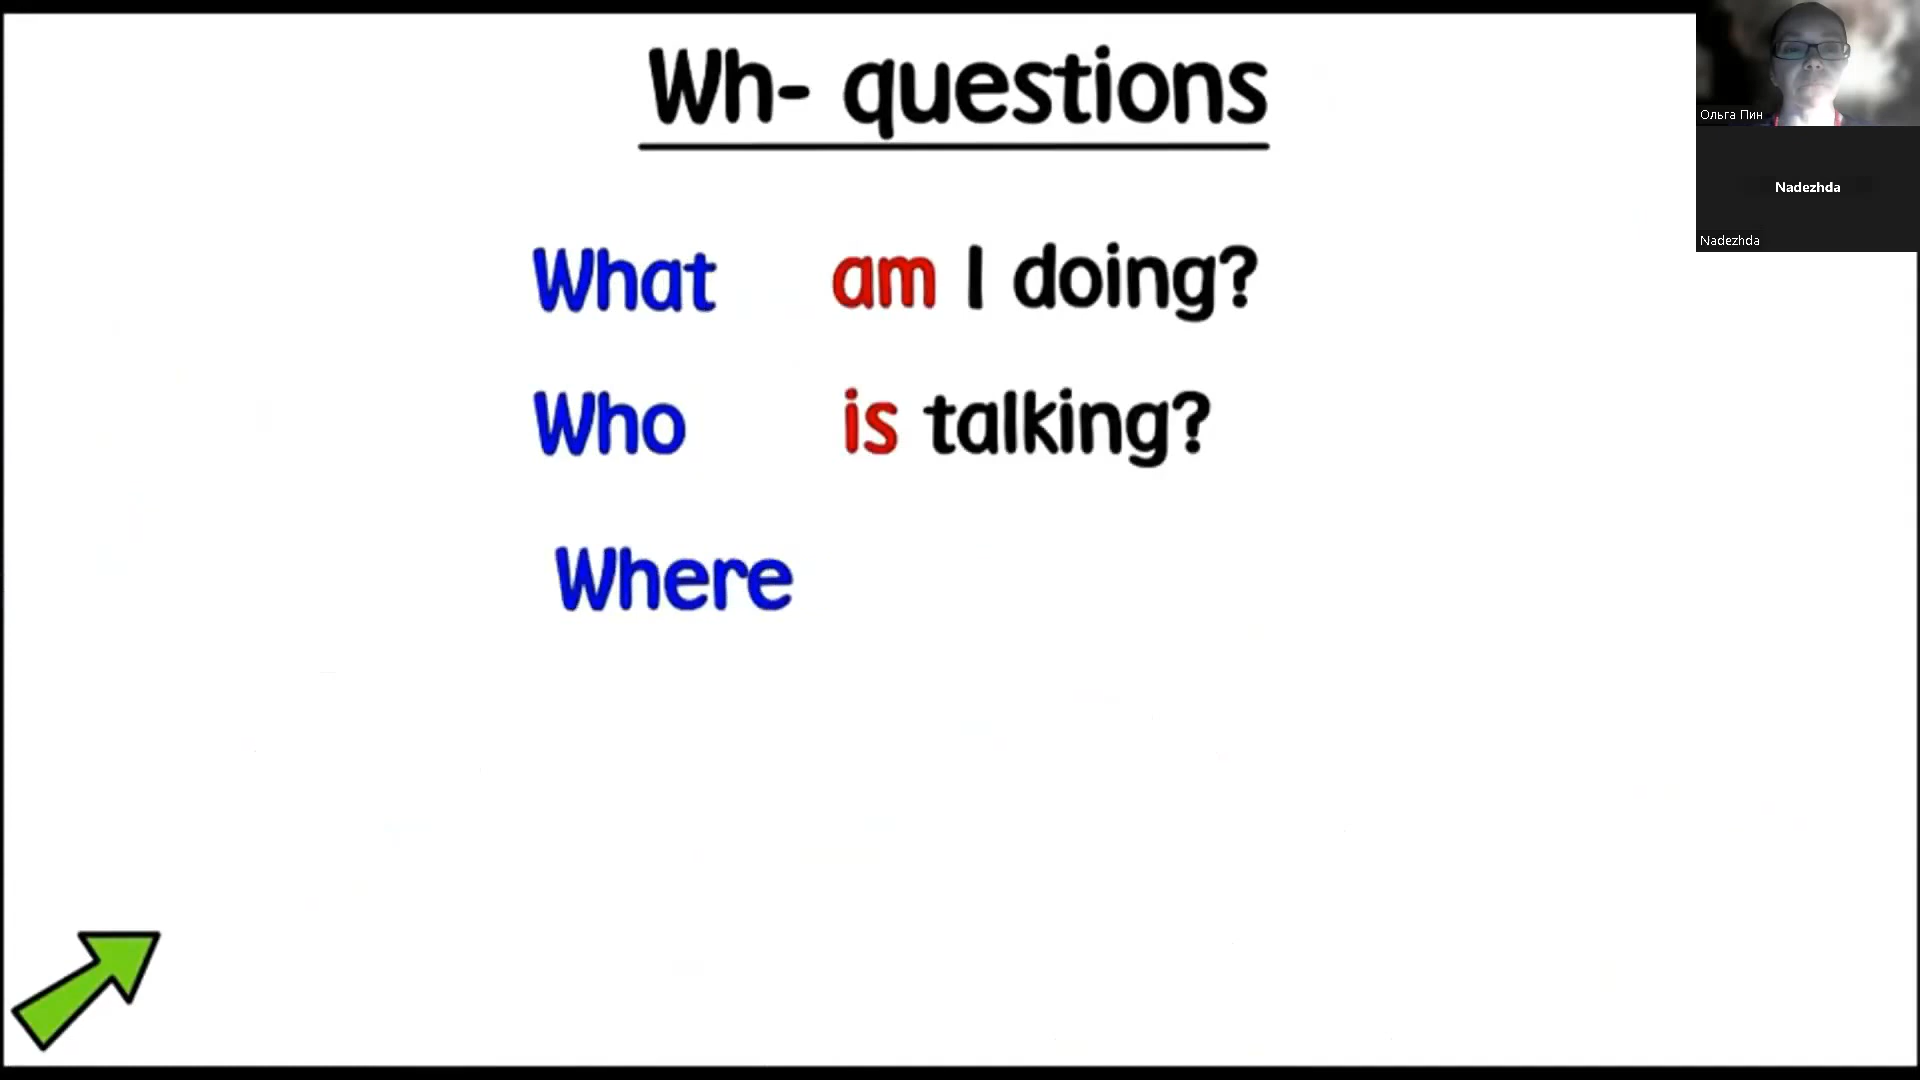 Wh- questions
What am I doing?
Who is talking?
Where
Ольга Пин
Nadezhda
Nadezhda